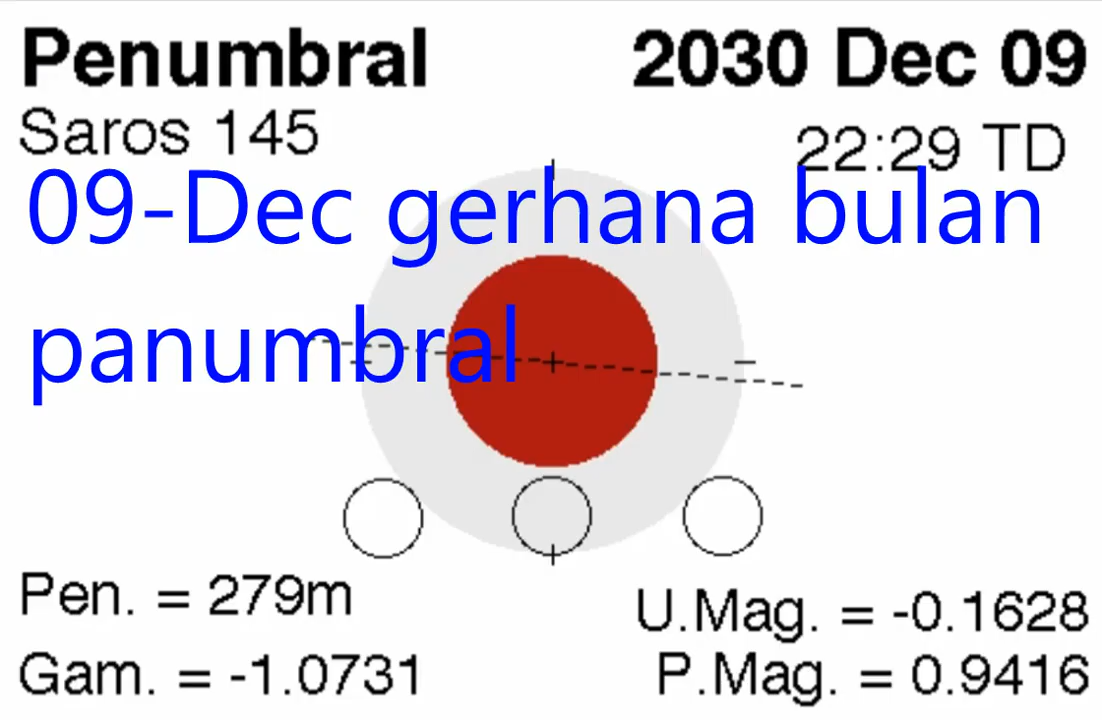 Penumbral 2030 Dec 09
Saros 145 22:29 TD
09-Dec gerhana bulan
panumbral
Pen. = 279m U.Mag. = -0.1628
Gam. = -1.0731 P.Mag. = 0.9416